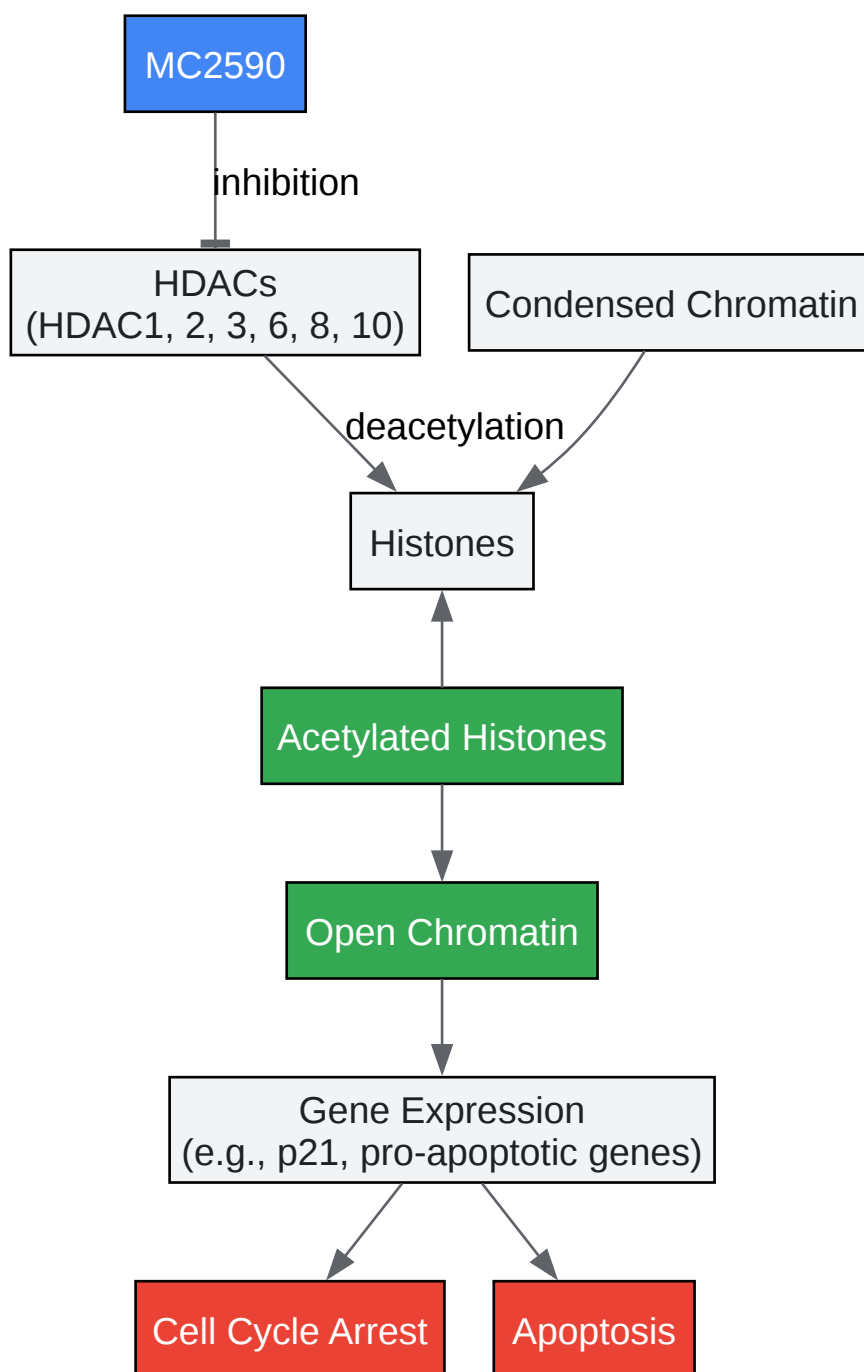 MC2590
inhibition
HDACs
(HDAC1, 2, 3, 6, 8, 10)
Condensed Chromatin
deacetylation
Histones
Acetylated Histones
Open Chromatin
Gene Expression
(e.g., p21, pro-apoptotic genes)
Cell Cycle Arrest
Apoptosis